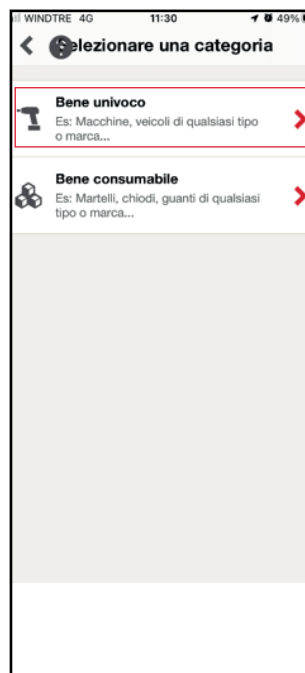 WINDTRE 4G 11:30 49%
Selezionare una categoria
Bene univoco
Es: Macchine, veicoli di qualsiasi tipo
o marca...
Bene consumabile
Es: Martelli, chiodi, guanti di qualsiasi
tipo o marca...